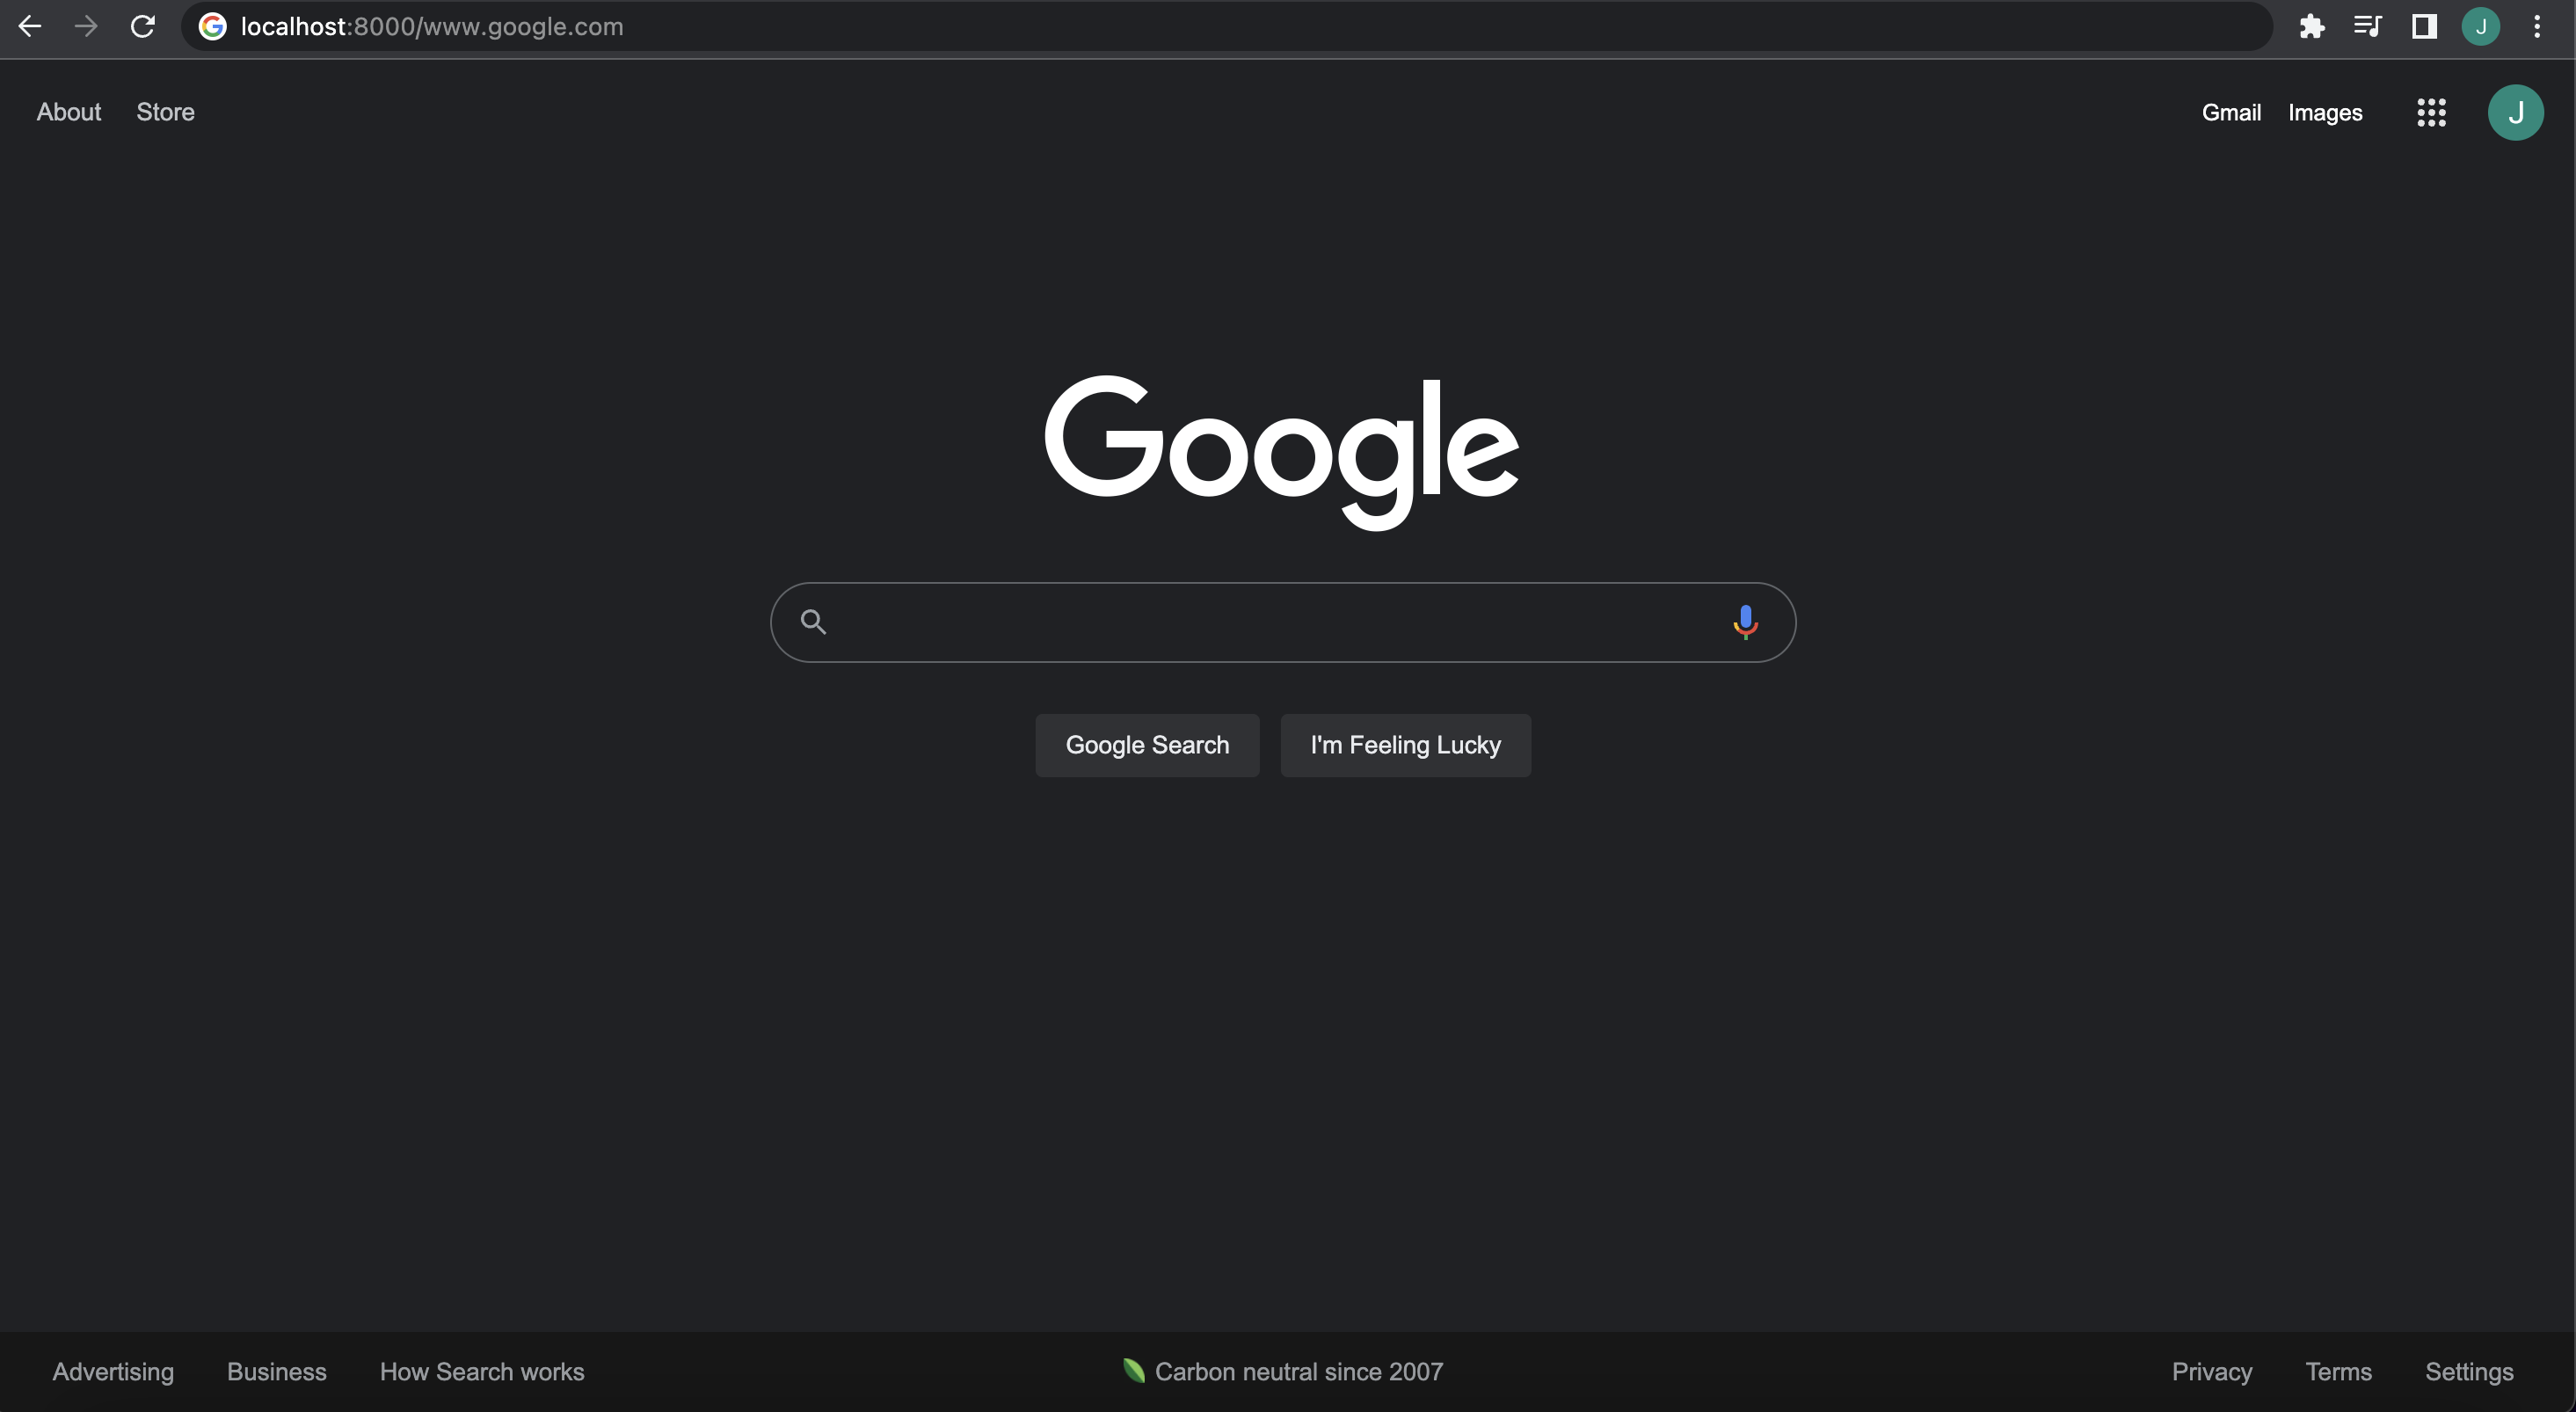 localhost:8000/www.google.com
J
About Store
Gmail Images
J
Google
Google Search I'm Feeling Lucky
Advertising Business How Search works
Carbon neutral since 2007
Privacy Terms Settings